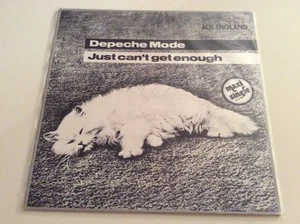 AUS ENGLAND
Depeche Mode
Just can't get enough
maxi
single